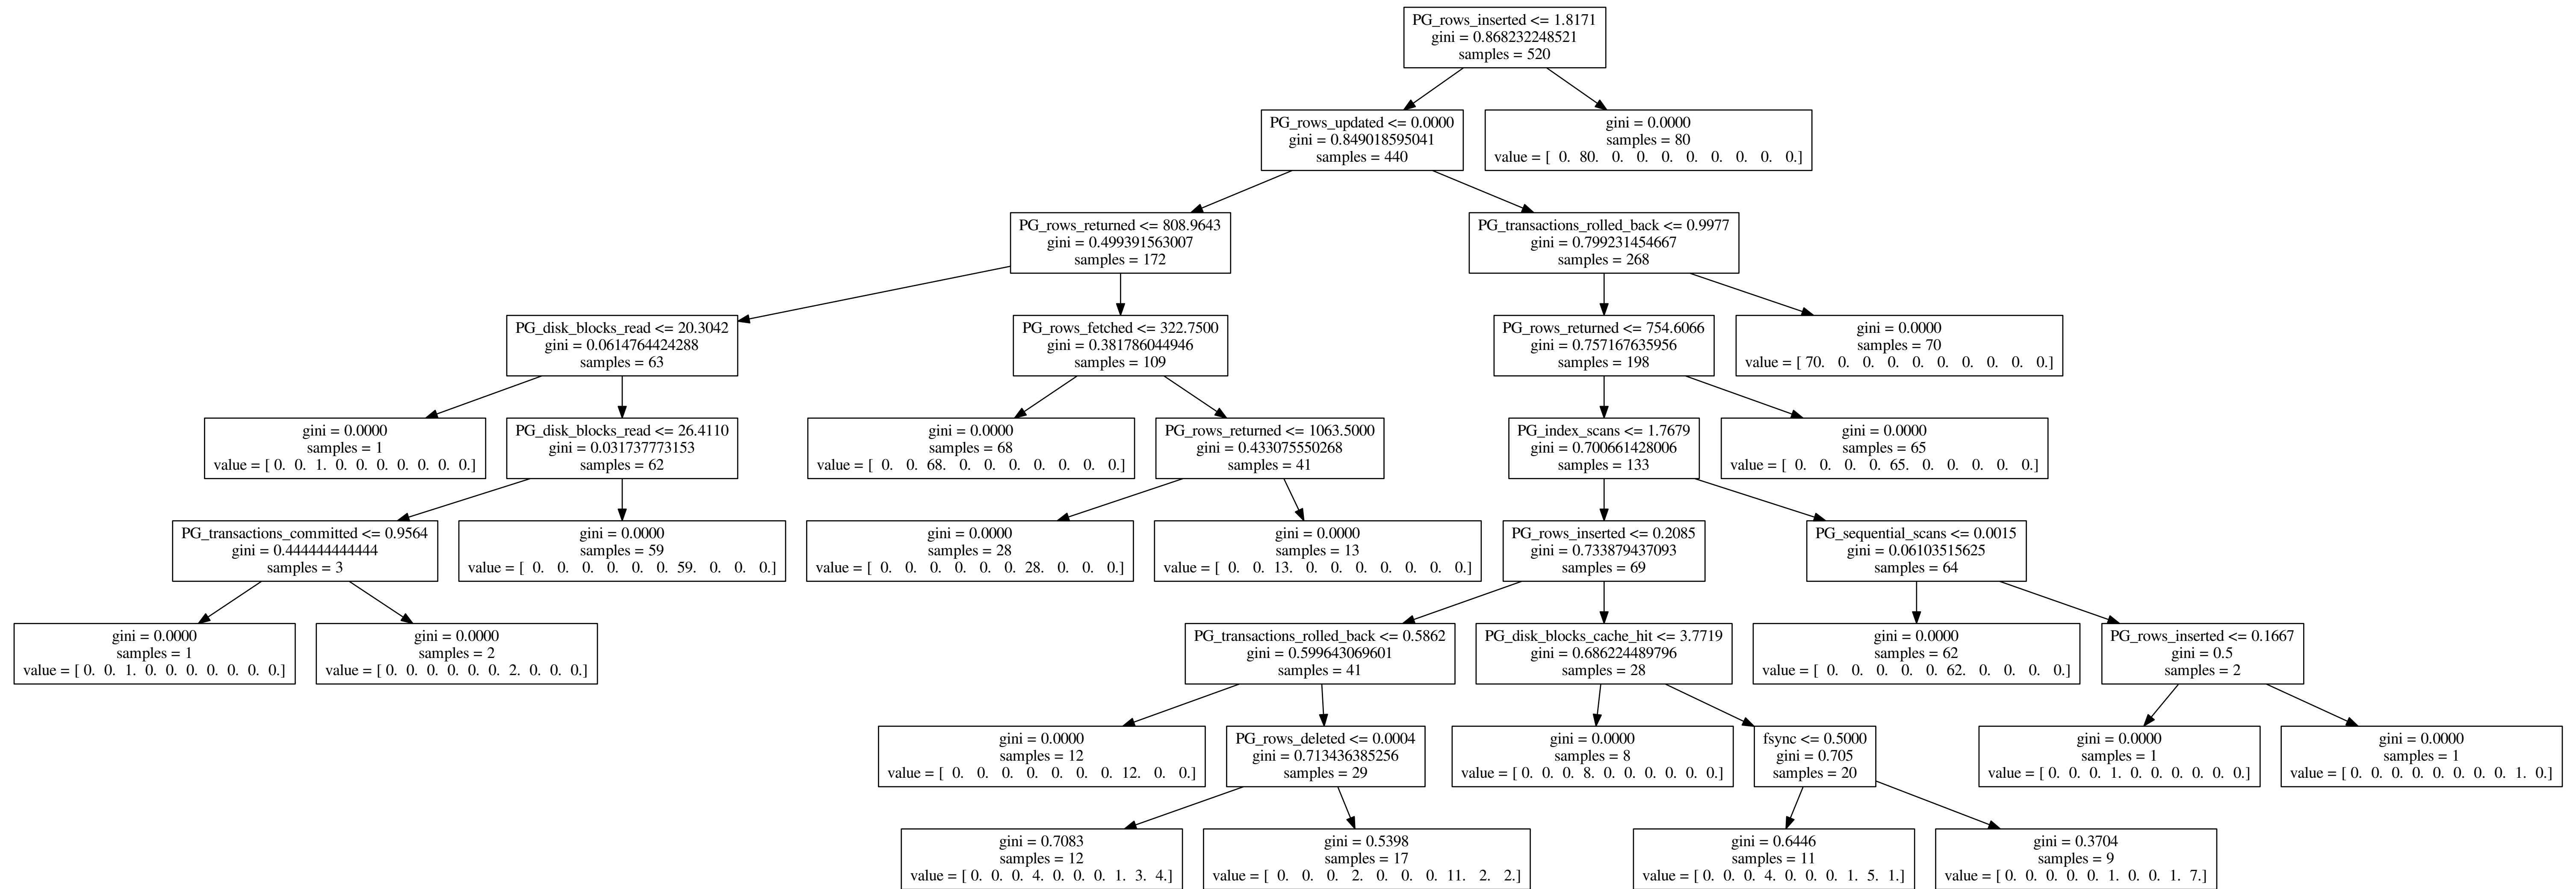 PG_rows_inserted <= 1.8171
gini = 0.868232248521
samples = 520
PG_rows_updated <= 0.0000
gini = 0.849018595041
samples = 440
gini = 0.0000
samples = 80
value = [ 0. 80. 0. 0. 0. 0. 0. 0. 0. 0.]
PG_rows_returned <= 808.9643
gini = 0.499391563007
samples = 172
PG_transactions_rolled_back <= 0.9977
gini = 0.799231454667
samples = 268
PG_disk_blocks_read <= 20.3042
gini = 0.0614764424288
samples = 63
PG_rows_fetched <= 322.7500
gini = 0.381786044946
samples = 109
PG_rows_returned <= 754.6066
gini = 0.757167635956
samples = 198
gini = 0.0000
samples = 70
value = [ 70. 0. 0. 0. 0. 0. 0. 0. 0. 0.]
gini = 0.0000
samples = 1
value = [ 0. 0. 1. 0. 0. 0. 0. 0. 0. 0.]
PG_disk_blocks_read <= 26.4110
gini = 0.031737773153
samples = 62
gini = 0.0000
samples = 68
value = [ 0. 0. 68. 0. 0. 0. 0. 0. 0. 0.]
PG_rows_returned <= 1063.5000
gini = 0.433075550268
samples = 41
PG_index_scans <= 1.7679
gini = 0.700661428006
samples = 133
gini = 0.0000
samples = 65
value = [ 0. 0. 0. 0. 65. 0. 0. 0. 0. 0.]
PG_transactions_committed <= 0.9564
gini = 0.444444444444
samples = 3
gini = 0.0000
samples = 59
value = [ 0. 0. 0. 0. 0. 0. 59. 0. 0. 0.]
gini = 0.0000
samples = 28
value = [ 0. 0. 0. 0. 0. 0. 28. 0. 0. 0.]
gini = 0.0000
samples = 13
value = [ 0. 0. 13. 0. 0. 0. 0. 0. 0. 0.]
PG_rows_inserted <= 0.2085
gini = 0.733879437093
samples = 69
PG_sequential_scans <= 0.0015
gini = 0.06103515625
samples = 64
gini = 0.0000
samples = 1
value = [ 0. 0. 1. 0. 0. 0. 0. 0. 0. 0.]
gini = 0.0000
samples = 2
value = [ 0. 0. 0. 0. 0. 0. 2. 0. 0. 0.]
PG_transactions_rolled_back <= 0.5862
gini = 0.599643069601
samples = 41
PG_disk_blocks_cache_hit <= 3.7719
gini = 0.686224489796
samples = 28
gini = 0.0000
samples = 62
value = [ 0. 0. 0. 0. 0. 62. 0. 0. 0. 0.]
PG_rows_inserted <= 0.1667
gini = 0.5
samples = 2
gini = 0.0000
samples = 12
value = [ 0. 0. 0. 0. 0. 0. 0. 12. 0. 0.]
PG_rows_deleted <= 0.0004
gini = 0.713436385256
samples = 29
gini = 0.0000
samples = 8
value = [ 0. 0. 0. 8. 0. 0. 0. 0. 0. 0.]
fsync <= 0.5000
gini = 0.705
samples = 20
gini = 0.0000
samples = 1
value = [ 0. 0. 0. 1. 0. 0. 0. 0. 0. 0.]
gini = 0.0000
samples = 1
value = [ 0. 0. 0. 0. 0. 0. 0. 0. 1. 0.]
gini = 0.7083
samples = 12
value = [ 0. 0. 0. 4. 0. 0. 0. 1. 3. 4.]
gini = 0.5398
samples = 17
value = [ 0. 0. 0. 2. 0. 0. 0. 11. 2. 2.]
gini = 0.6446
samples = 11
value = [ 0. 0. 0. 4. 0. 0. 0. 1. 5. 1.]
gini = 0.3704
samples = 9
value = [ 0. 0. 0. 0. 0. 1. 0. 0. 1. 7.]